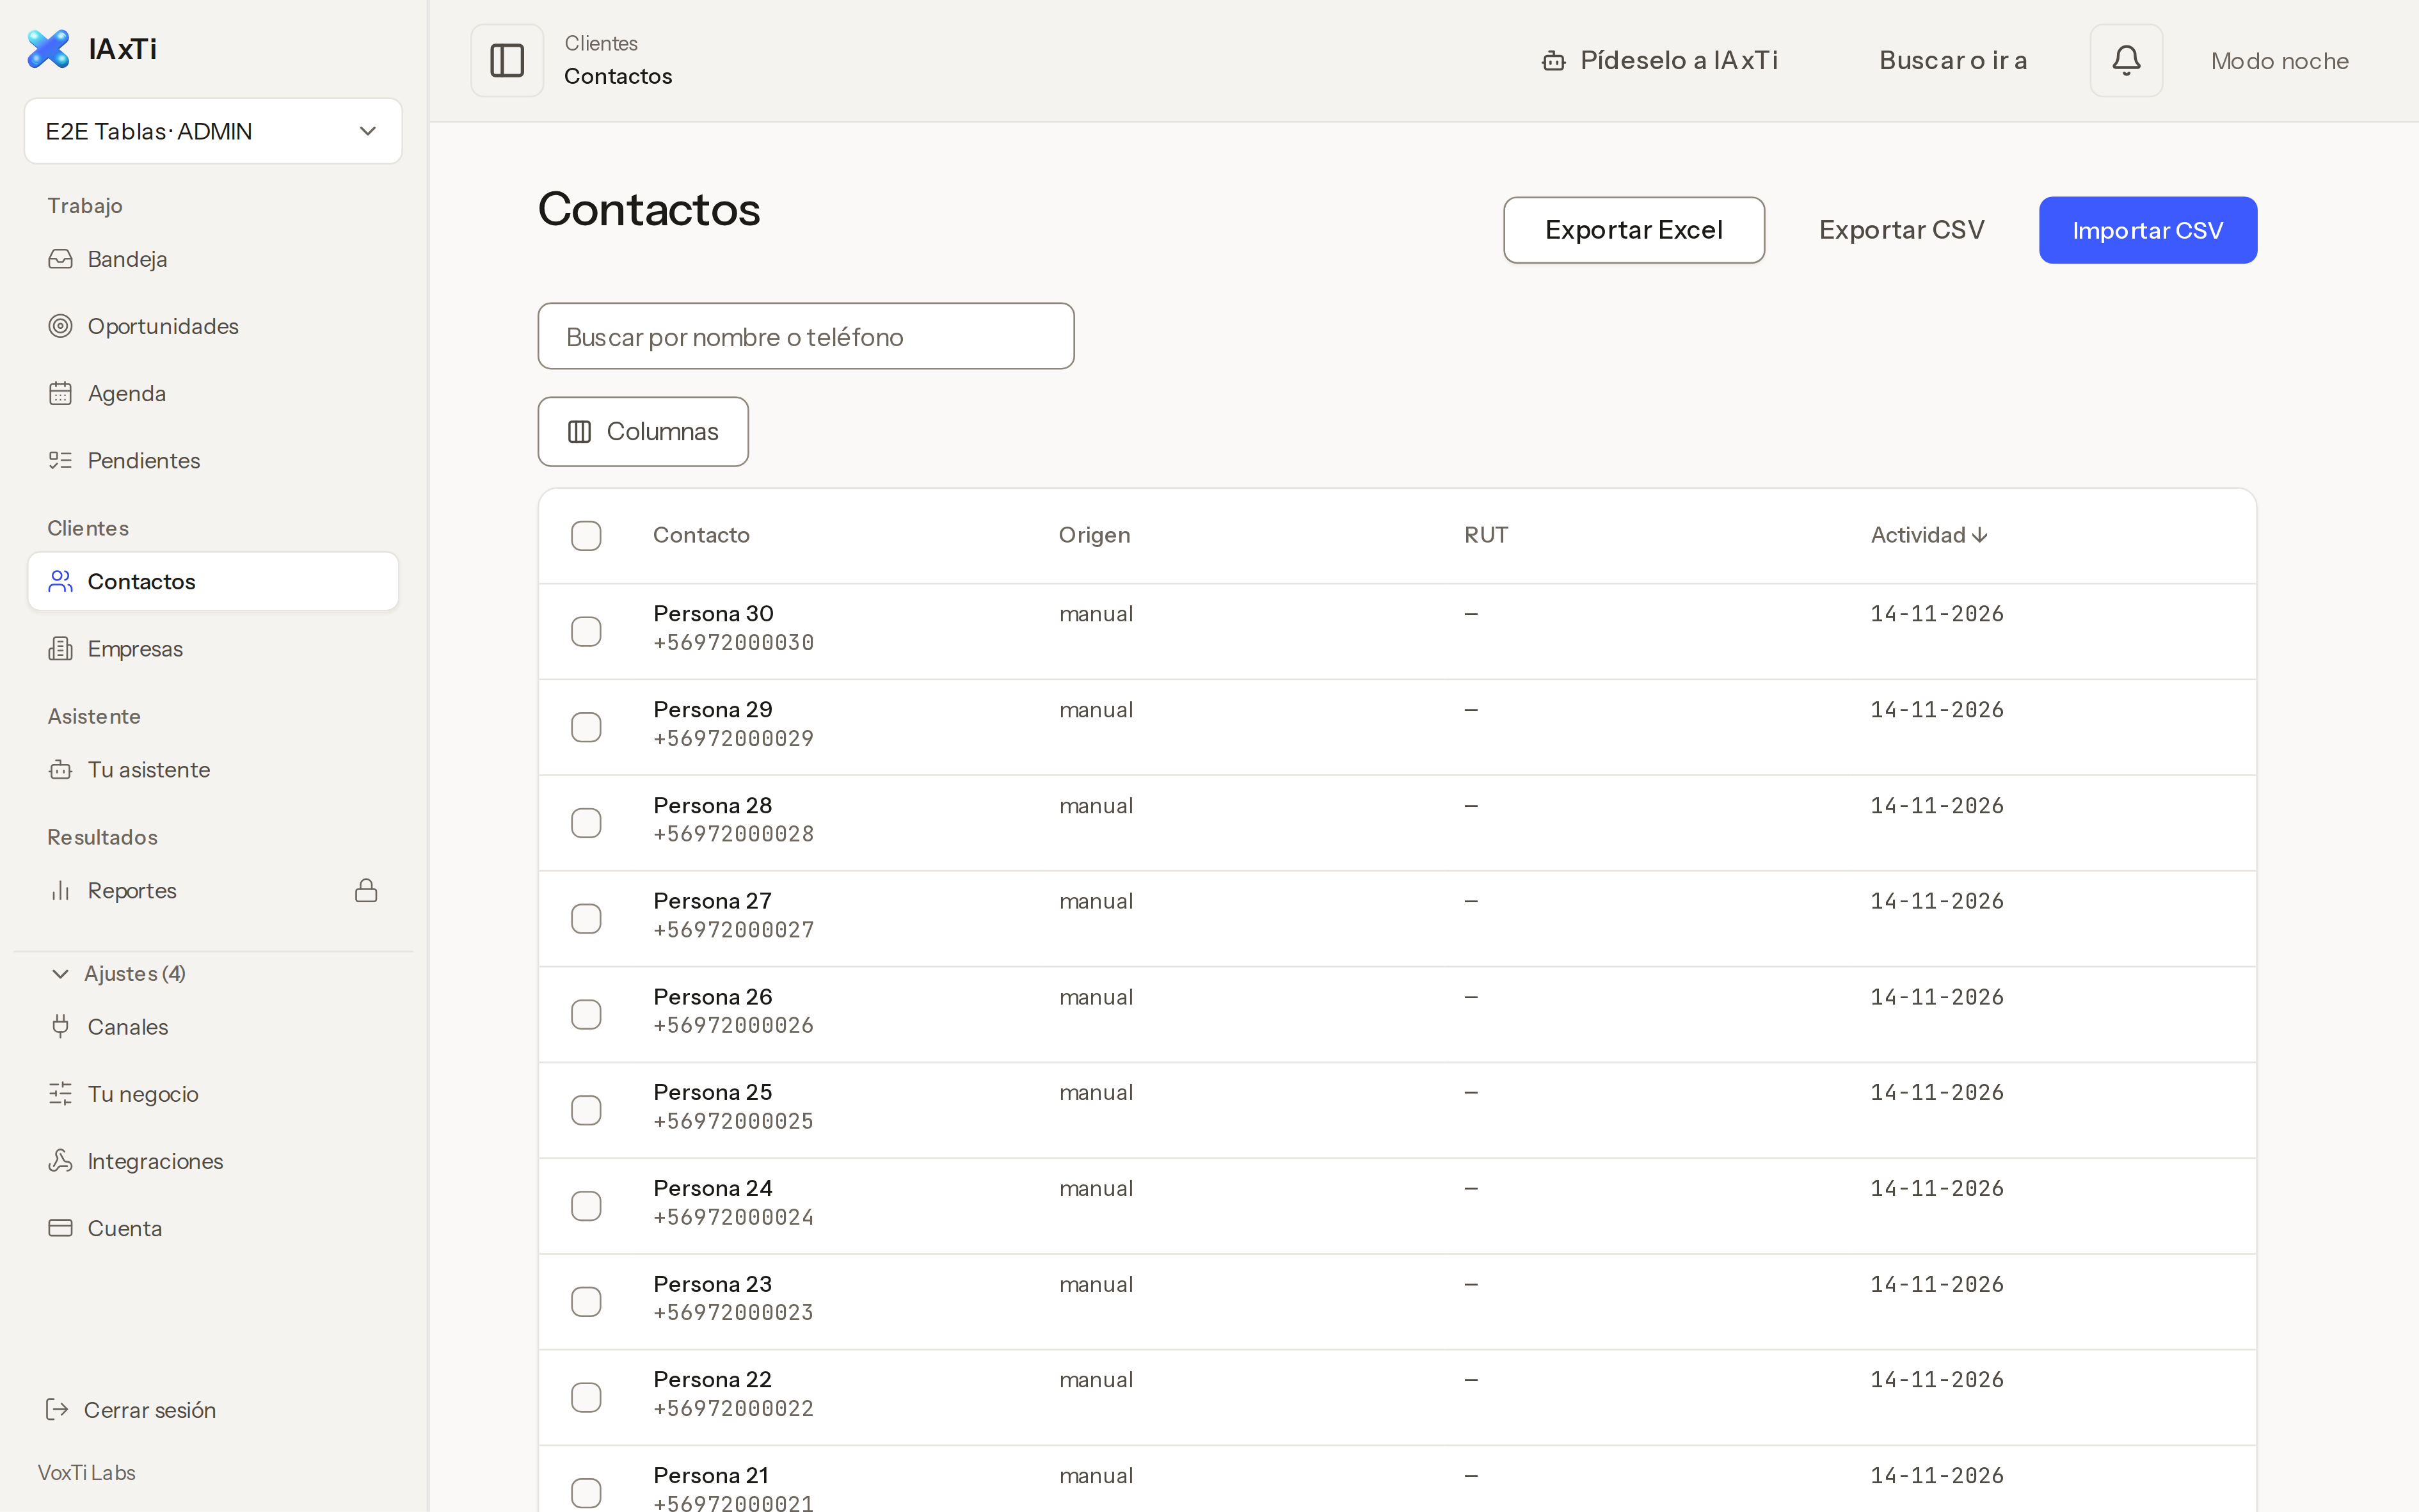 IAxTi
E2E Tablas · ADMIN
Trabajo
Bandeja
Oportunidades
Agenda
Pendientes
Clientes
Contactos
Empresas
Asistente
Tu asistente
Resultados
Reportes
Ajustes (4)
Canales
Tu negocio
Integraciones
Cuenta
Cerrar sesión
VoxTi Labs
Clientes
Contactos
Pídeselo a IAxTi
Buscar o ir a
Modo noche
Contactos
Exportar Excel
Exportar CSV
Importar CSV
Buscar por nombre o teléfono
Columnas
Contacto Origen RUT Actividad ↓
Persona 30 manual — 14-11-2026
+56972000030
Persona 29 manual — 14-11-2026
+56972000029
Persona 28 manual — 14-11-2026
+56972000028
Persona 27 manual — 14-11-2026
+56972000027
Persona 26 manual — 14-11-2026
+56972000026
Persona 25 manual — 14-11-2026
+56972000025
Persona 24 manual — 14-11-2026
+56972000024
Persona 23 manual — 14-11-2026
+56972000023
Persona 22 manual — 14-11-2026
+56972000022
Persona 21 manual — 14-11-2026
+56972000021